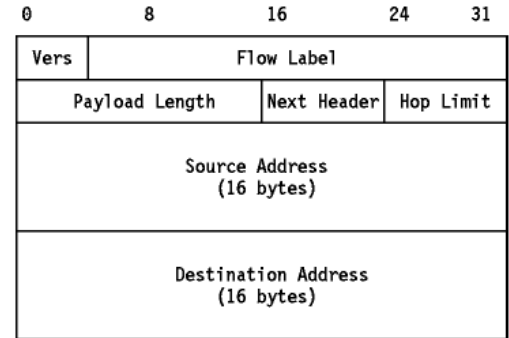 0 8 16 24 31
Vers Flow Label
Payload Length Next Header Hop Limit
Source Address
(16 bytes)
Destination Address
(16 bytes)